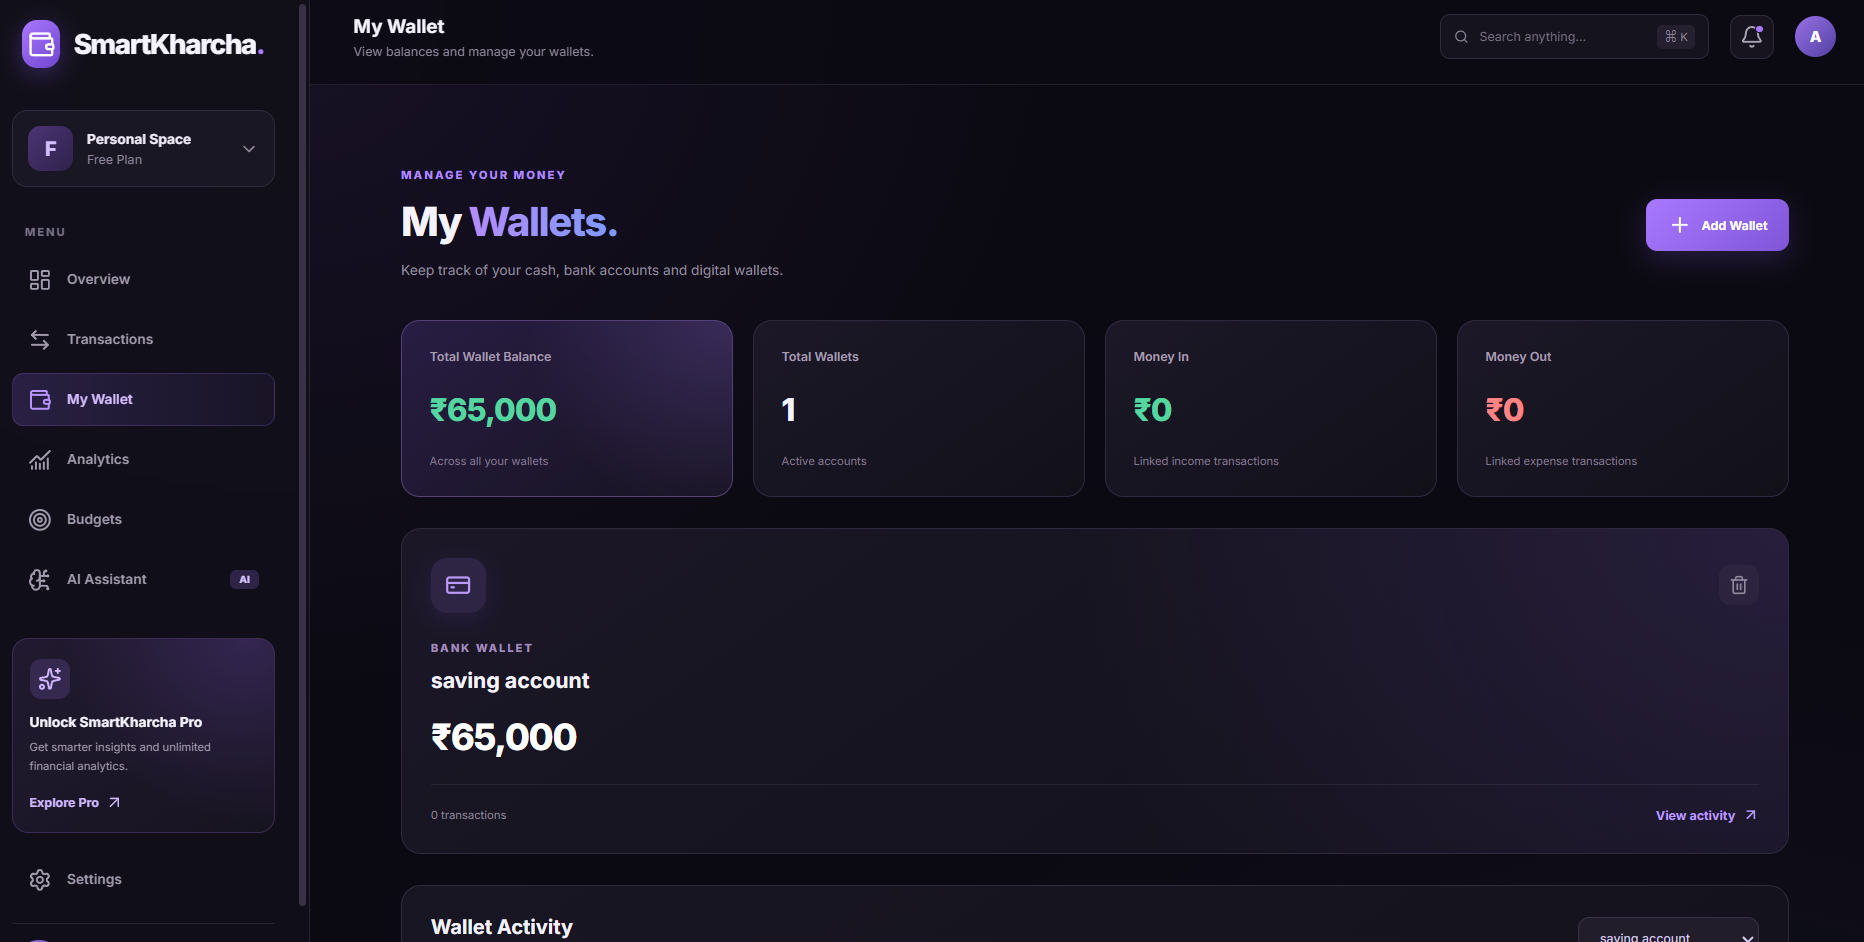 SmartKharcha.
F
Personal Space
Free Plan
MENU
Overview
Transactions
My Wallet
Analytics
Budgets
AI Assistant
AI
Unlock SmartKharcha Pro
Get smarter insights and unlimited
financial analytics.
Explore Pro
Settings
My Wallet
View balances and manage your wallets.
Search anything...
⌘ K
A
MANAGE YOUR MONEY
My Wallets.
Keep track of your cash, bank accounts and digital wallets.
Add Wallet
Total Wallet Balance
₹65,000
Across all your wallets
Total Wallets
1
Active accounts
Money In
₹0
Linked income transactions
Money Out
₹0
Linked expense transactions
BANK WALLET
saving account
₹65,000
0 transactions
View activity
Wallet Activity
saving account